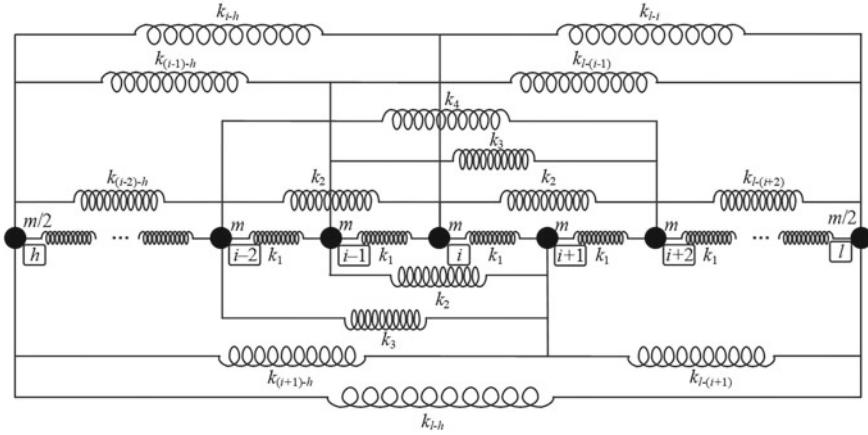 k_{i-h} k_{l-i}
k_{(i-1)-h} k_{l-(i-1)}
k_4
k_3
k_{(i-2)-h} k_2 k_2 k_{l-(i+2)}
m/2 m m m m m m/2
... ...
h i–2 k_1 i–1 k_1 i k_1 i+1 k_1 i+2 k_1 l
k_2
k_3
k_{(i+1)-h} k_{l-(i+1)}
k_{l-h}